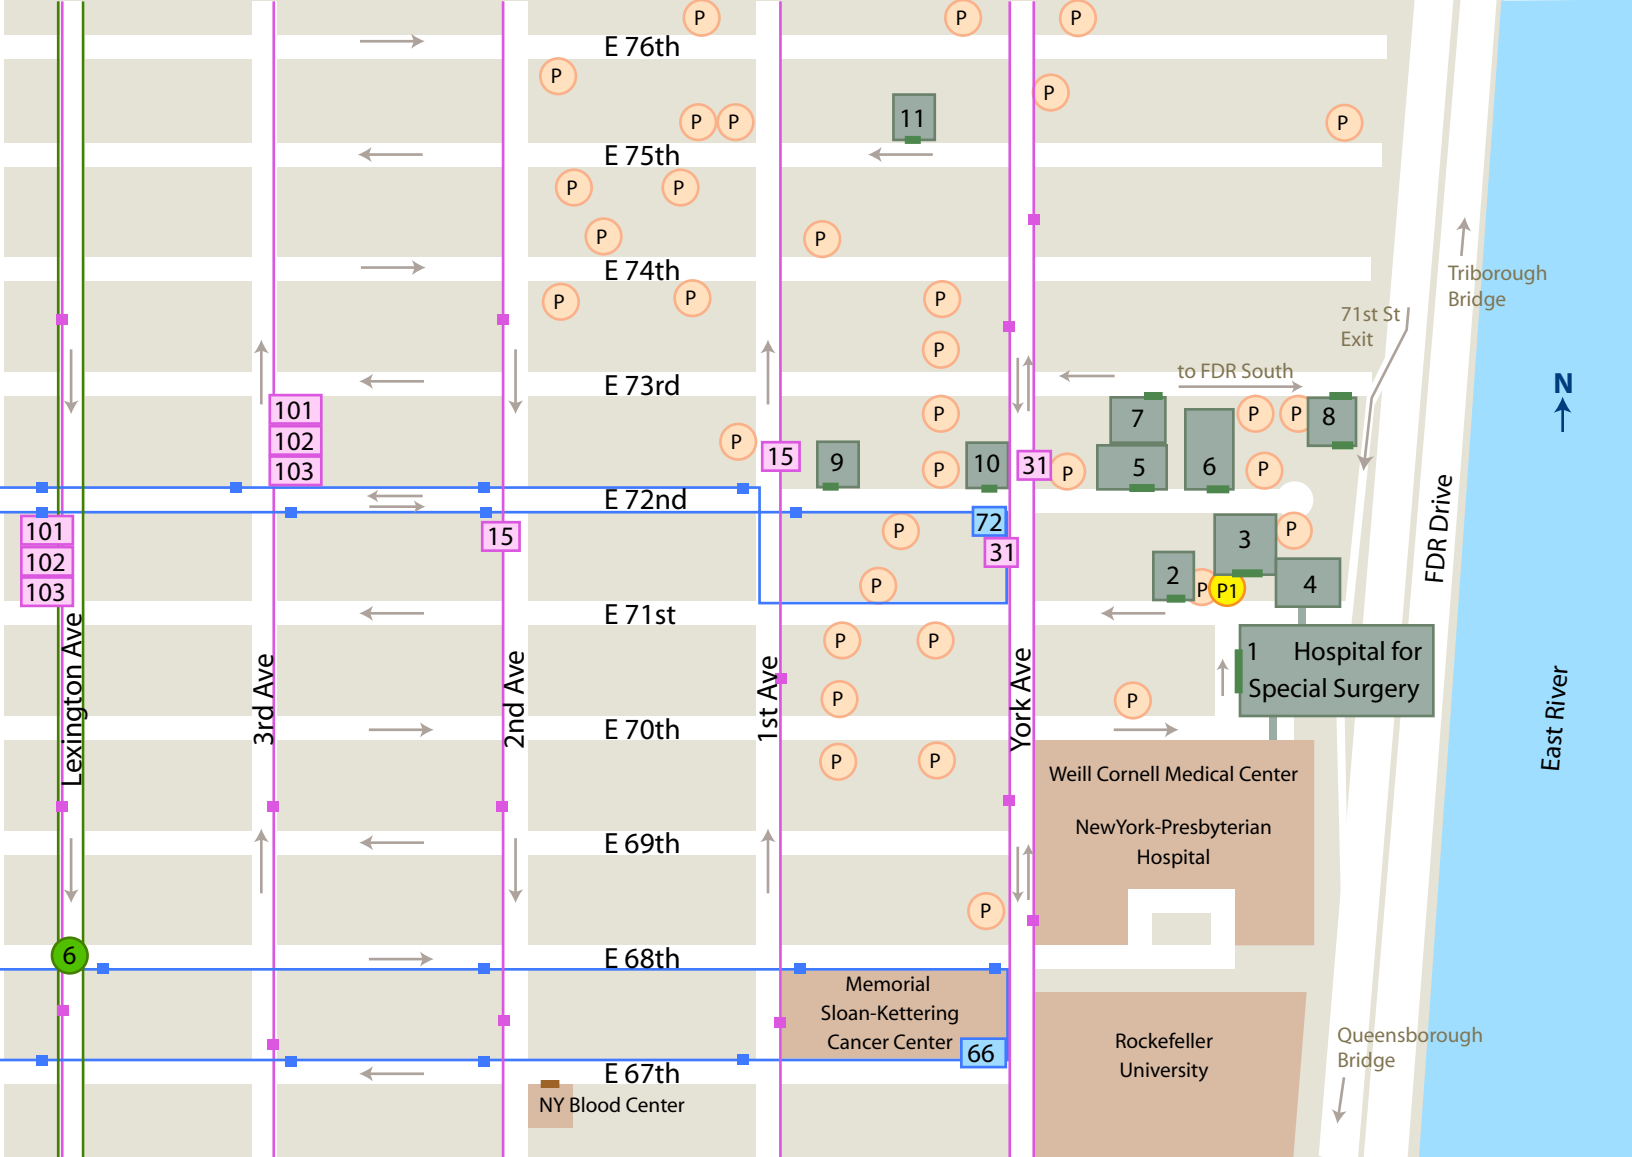 P
P
P
E 76th
P
P
11
P
P
P
P
E 75th
P
P
P
P
E 74th
Triborough
Bridge
P
P
P
71st St
Exit
P
E 73rd
to FDR South
N
101
102
103
P
P
15
9
P
P
10
31
P
7
5
6
P
P
8
P
E 72nd
FDR Drive
101
102
103
15
P
72
31
P
3
P
2
P
P1
4
E 71st
Lexington Ave
3rd Ave
2nd Ave
1st Ave
York Ave
P
P
P
P
1 Hospital for
Special Surgery
East River
E 70th
P
P
Weill Cornell Medical Center
NewYork-Presbyterian
Hospital
E 69th
P
6
E 68th
Memorial
Sloan-Kettering
Cancer Center
66
Rockefeller
University
Queensborough
Bridge
E 67th
NY Blood Center